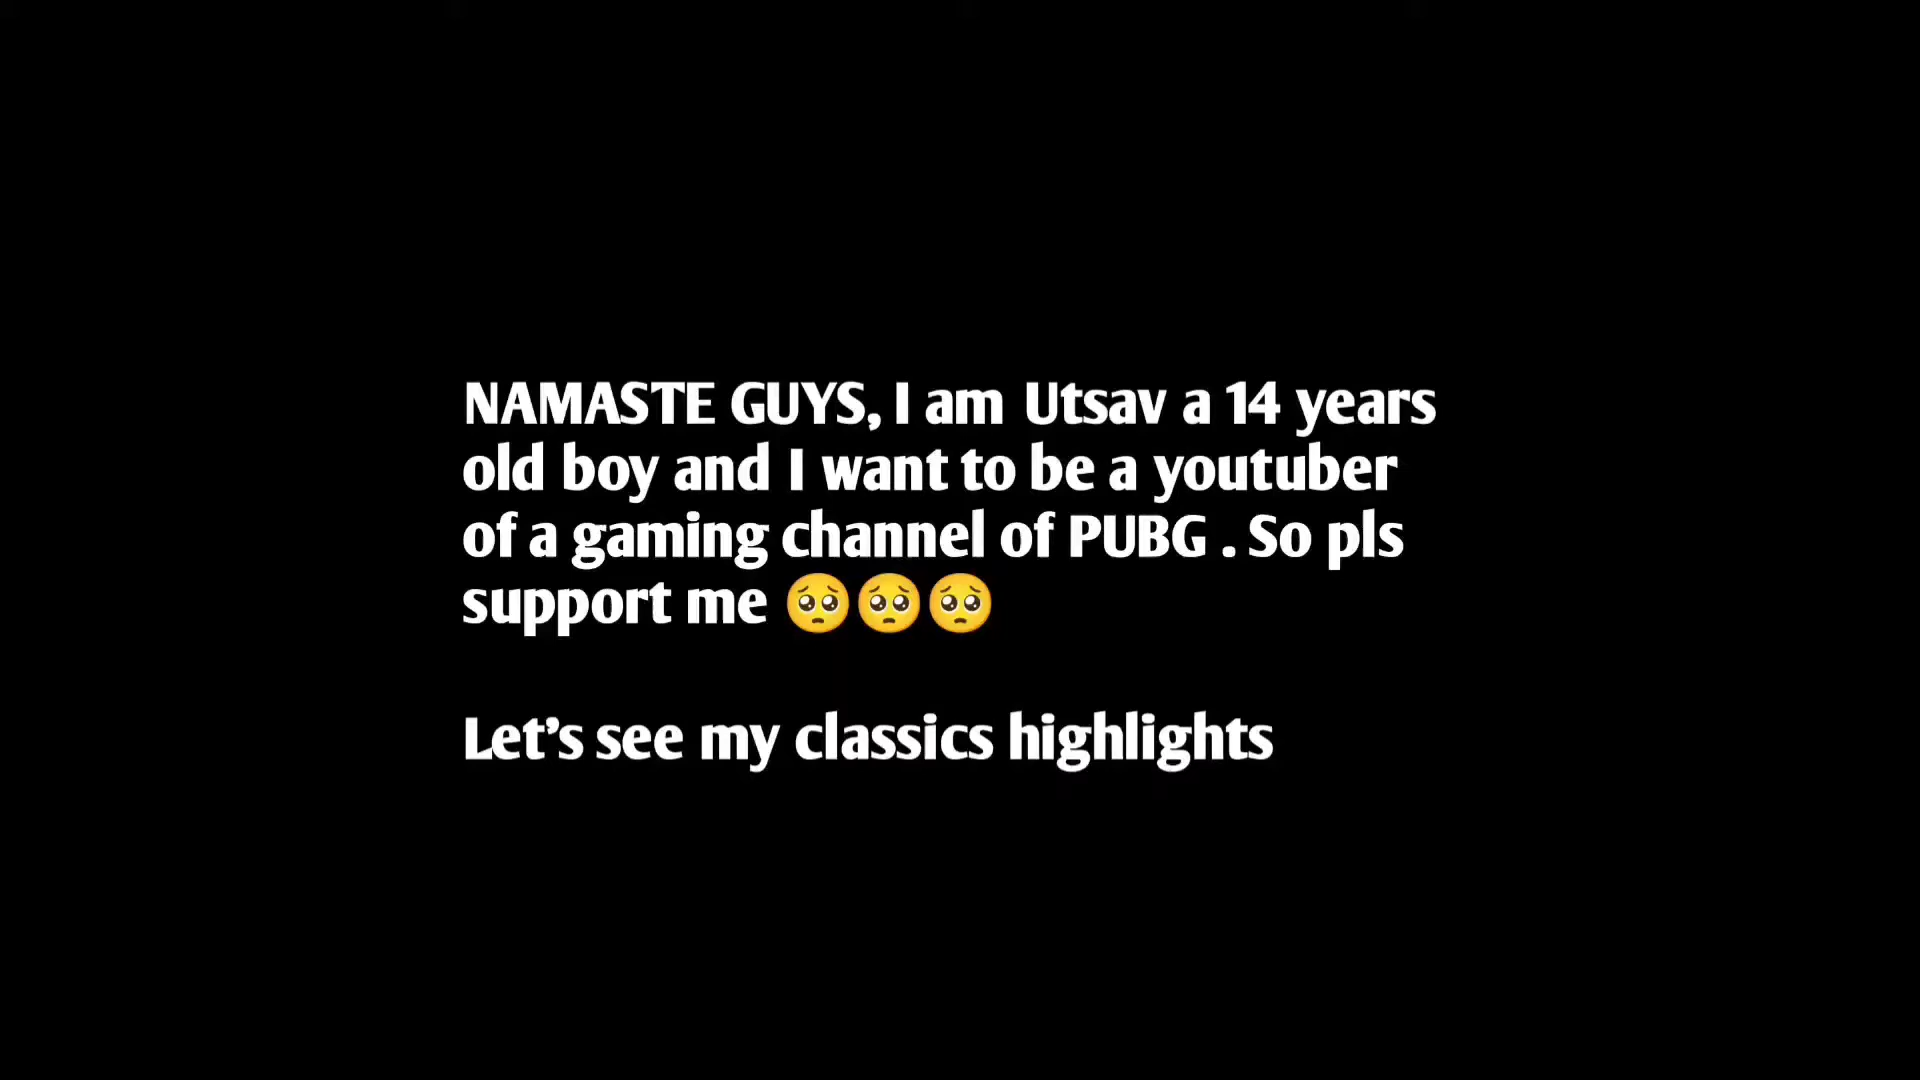 NAMASTE GUYS, I am Utsav a 14 years
old boy and I want to be a youtuber
of a gaming channel of PUBG . So pls
support me 🥺🥺🥺
Let's see my classics highlights